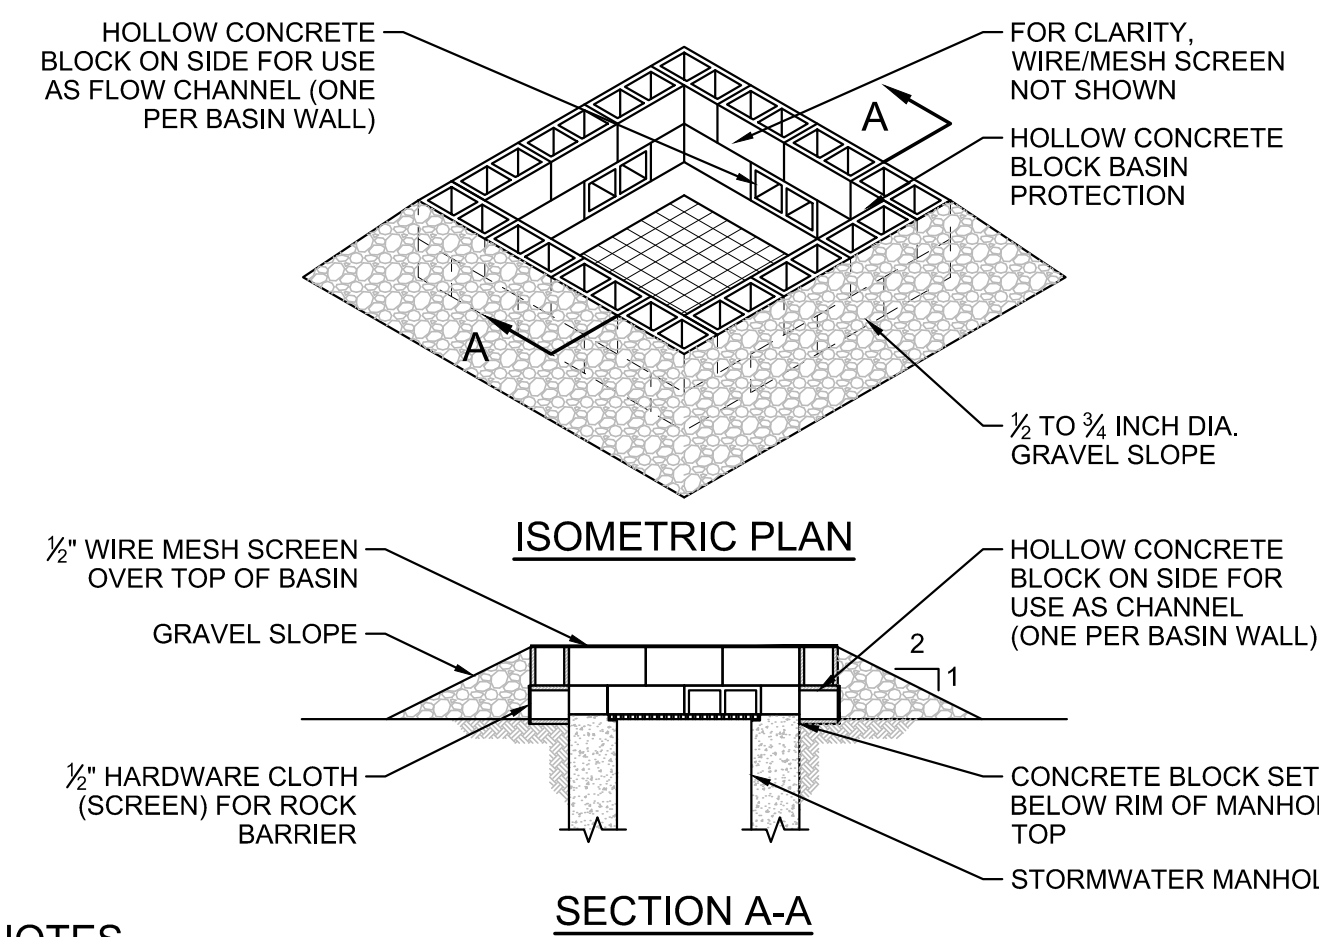 HOLLOW CONCRETE
BLOCK ON SIDE FOR USE
AS FLOW CHANNEL (ONE
PER BASIN WALL)
FOR CLARITY,
WIRE/MESH SCREEN
NOT SHOWN
A
HOLLOW CONCRETE
BLOCK BASIN
PROTECTION
A
½ TO ¾ INCH DIA.
GRAVEL SLOPE
ISOMETRIC PLAN
½" WIRE MESH SCREEN
OVER TOP OF BASIN
GRAVEL SLOPE
HOLLOW CONCRETE
BLOCK ON SIDE FOR
USE AS CHANNEL
(ONE PER BASIN WALL)
2
1
½" HARDWARE CLOTH
(SCREEN) FOR ROCK
BARRIER
CONCRETE BLOCK SET
BELOW RIM OF
TOP
STORMWATER
SECTION A-A